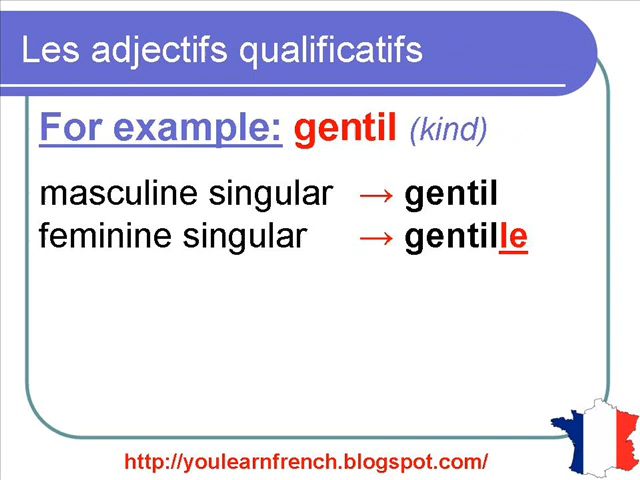 Les adjectifs qualificatifs
For example: gentil (kind)
masculine singular → gentil
feminine singular → gentille
http://youlearnfrench.blogspot.com/